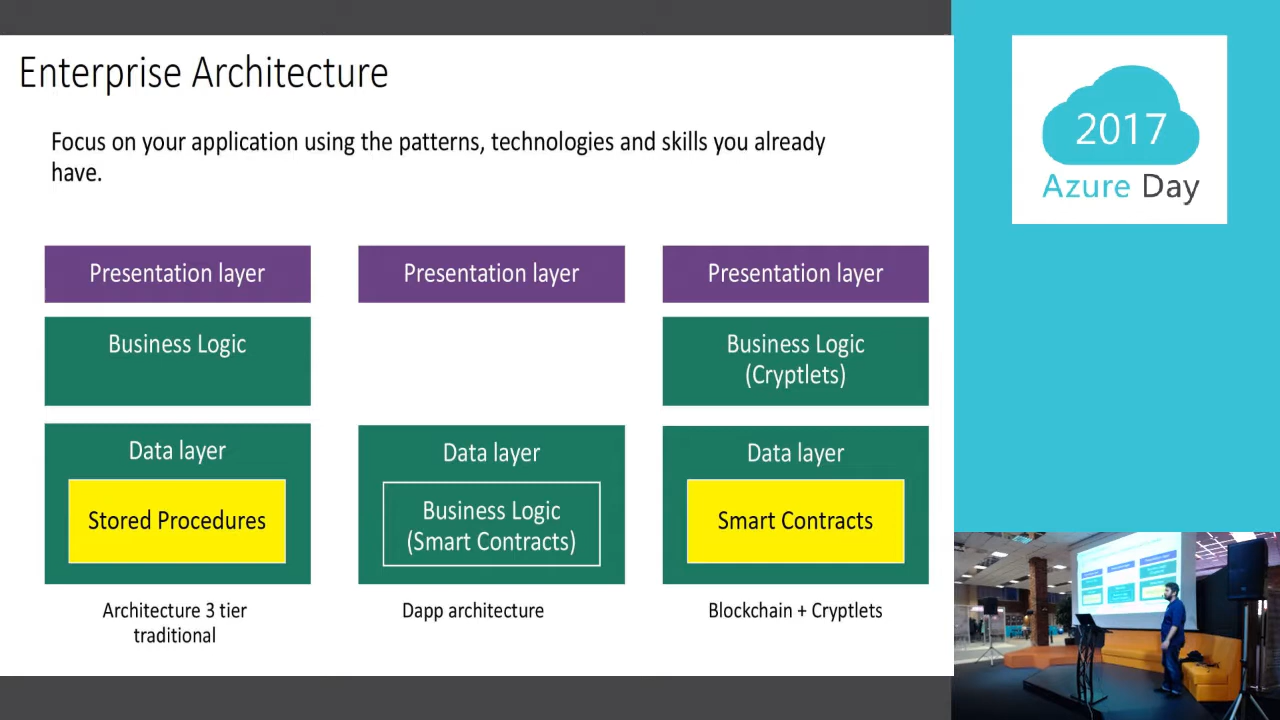 Enterprise Architecture
Focus on your application using the patterns, technologies and skills you already
have.
Presentation layer
Business Logic
Data layer
Stored Procedures
Architecture 3 tier
traditional
Presentation layer
Data layer
Business Logic
(Smart Contracts)
Dapp architecture
Presentation layer
Business Logic
(Cryptlets)
Data layer
Smart Contracts
Blockchain + Cryptlets
2017
Azure Day